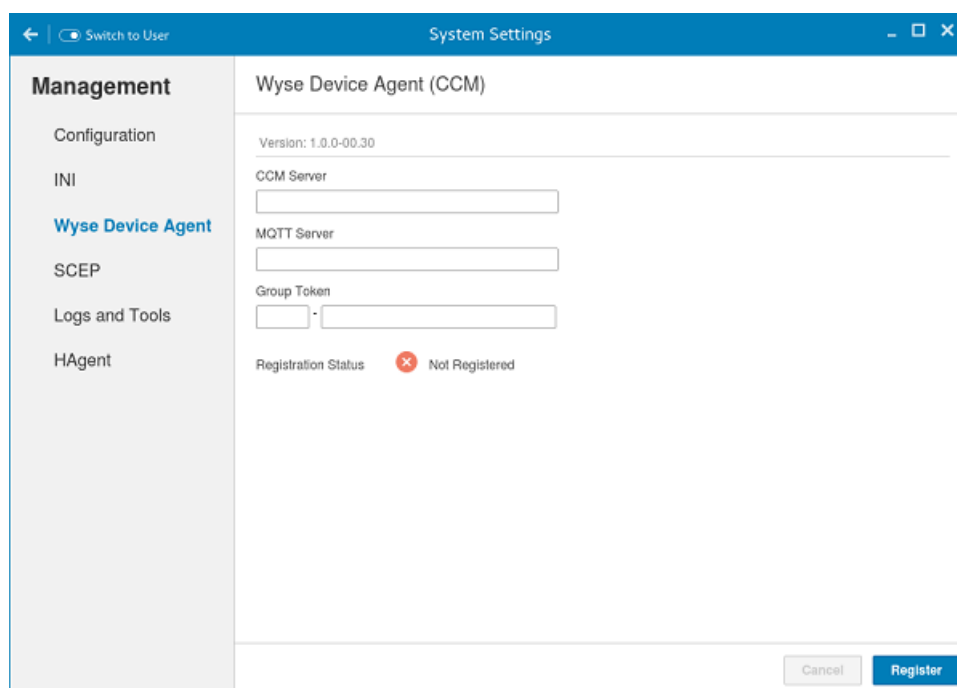 Switch to User
System Settings
Management
Configuration
INI
Wyse Device Agent
SCEP
Logs and Tools
HAgent
Wyse Device Agent (CCM)
Version: 1.0.0-00.30
CCM Server
MQTT Server
Group Token
-
Registration Status Not Registered
Cancel Register